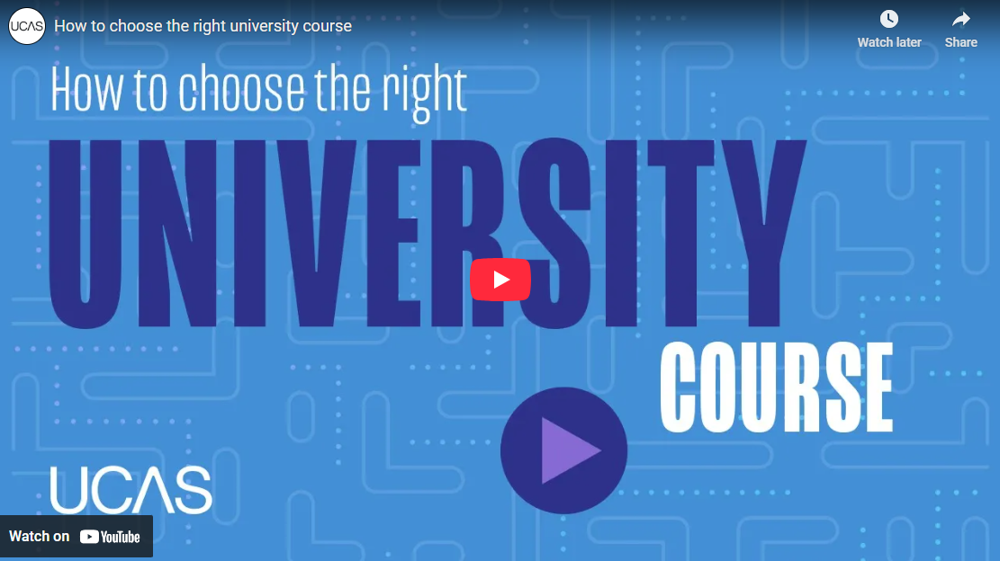 UCAS
How to choose the right university course
Watch later
Share
How to choose the right
UNIVERSITY
COURSE
UCAS
Watch on YouTube